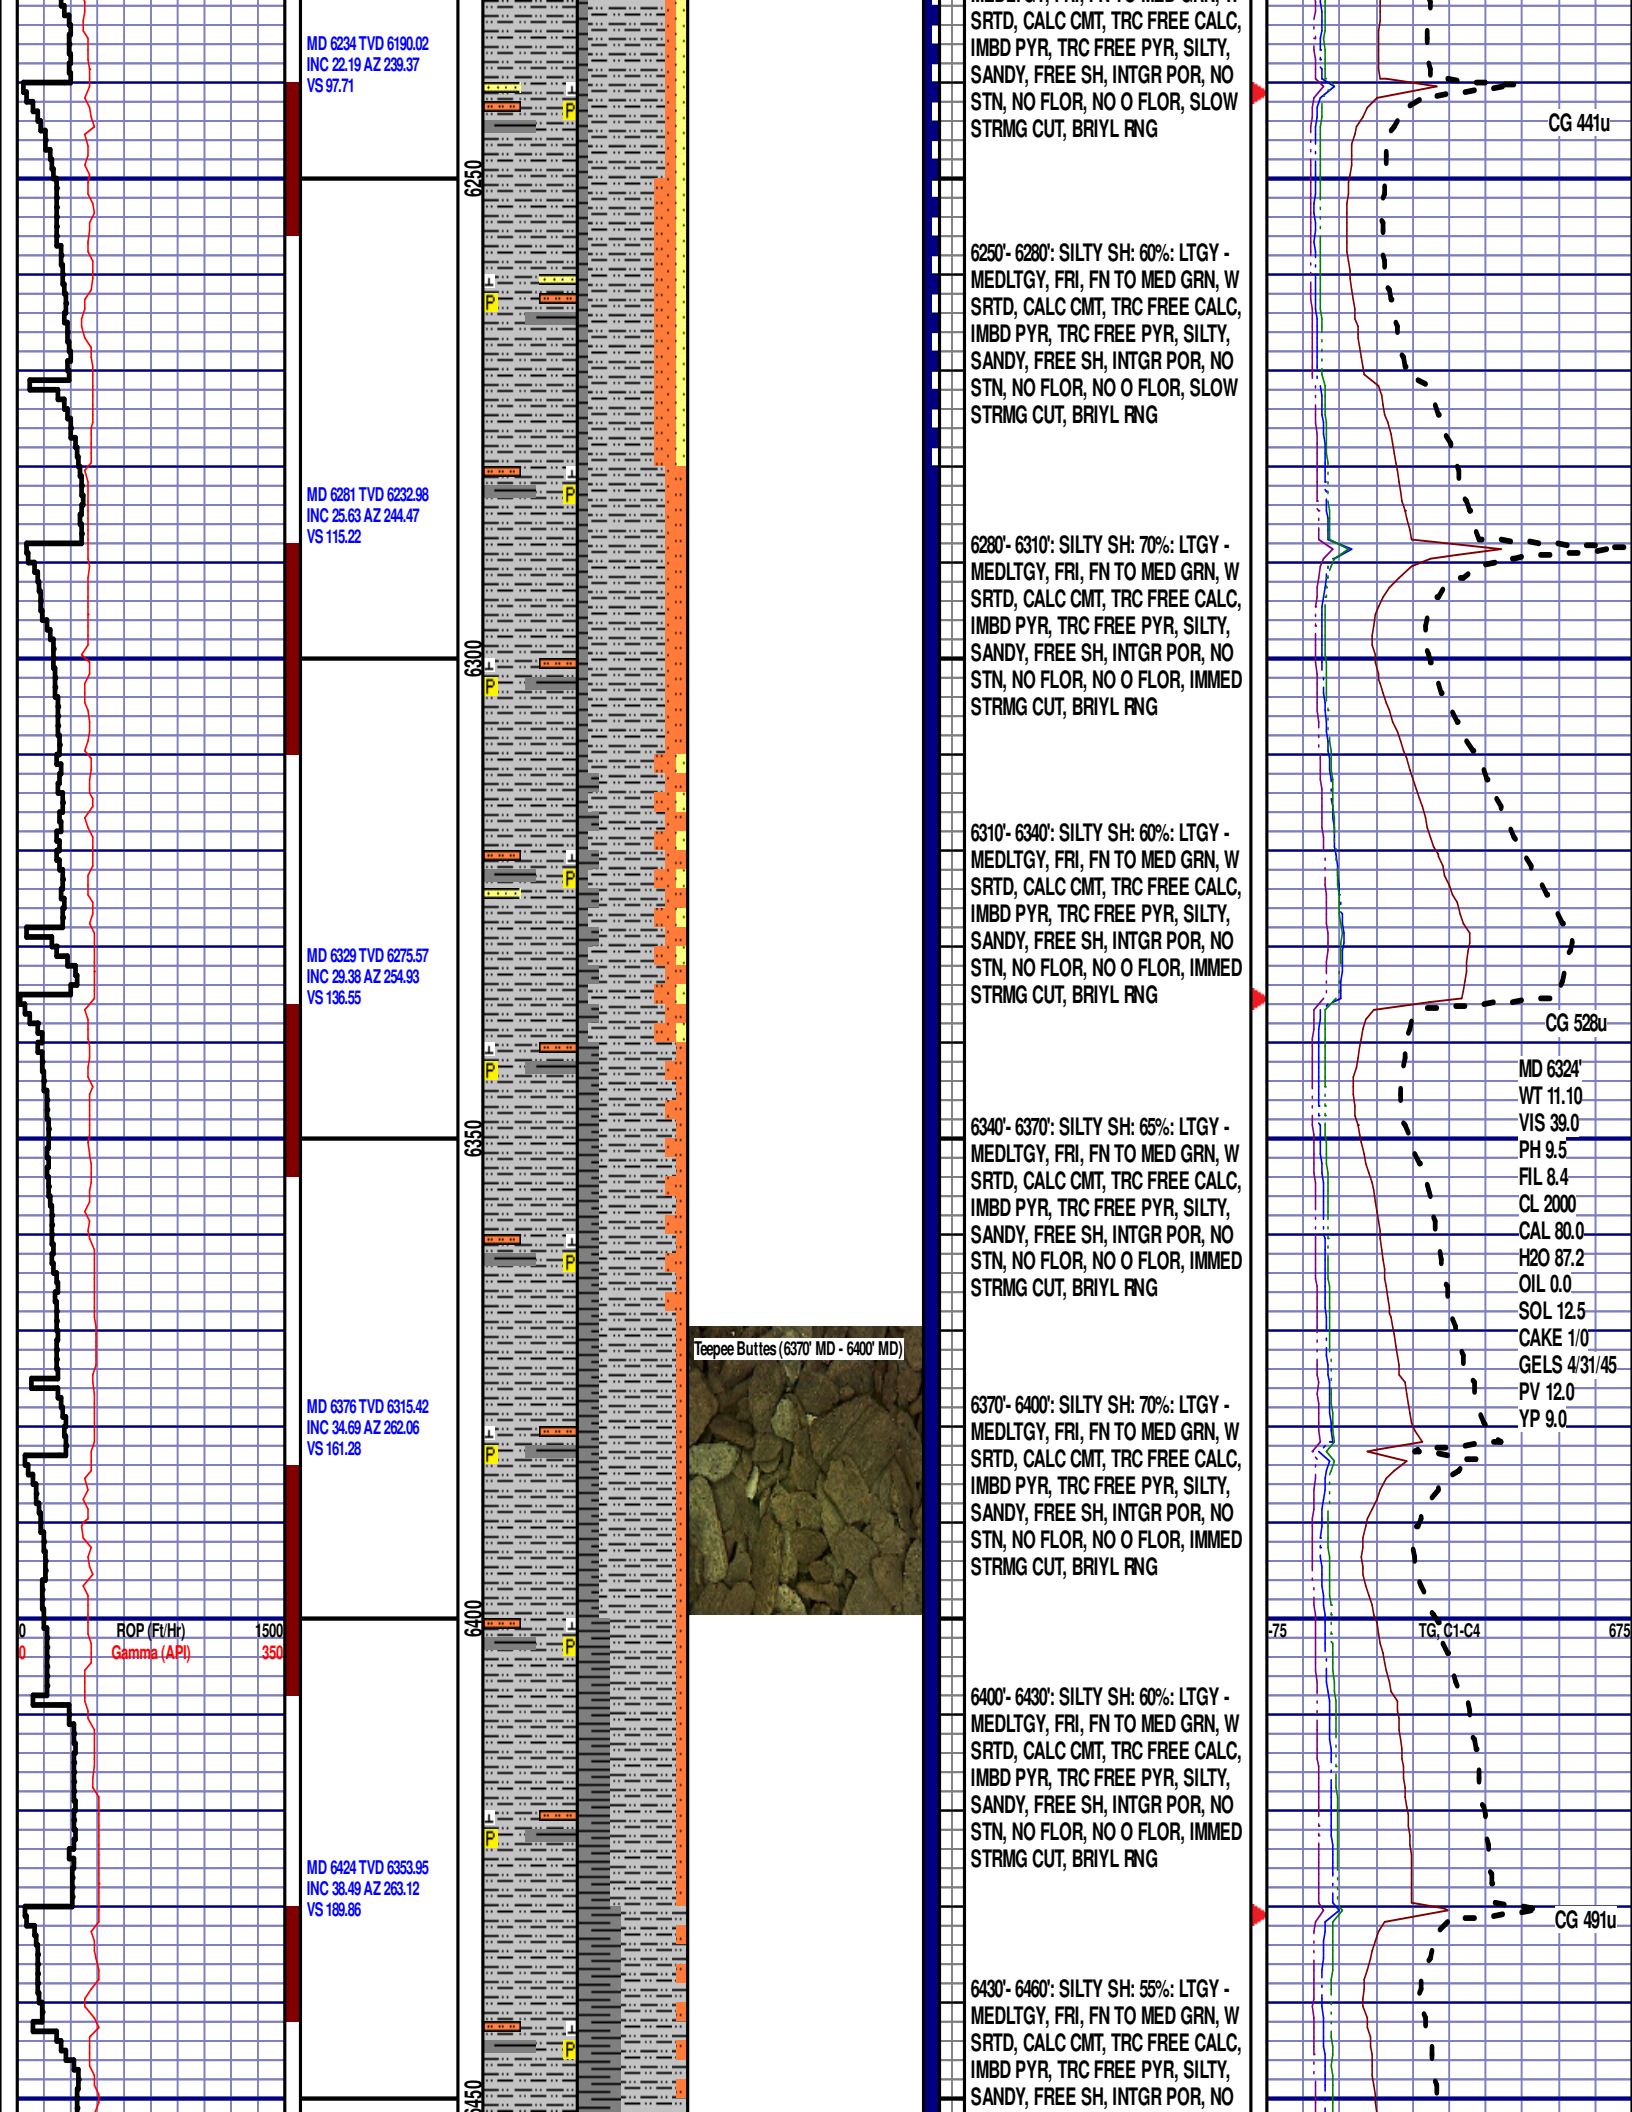 MD 6234 TVD 6190.02
INC 22.19 AZ 239.37
VS 97.71
MD 6281 TVD 6232.98
INC 25.63 AZ 244.47
VS 115.22
MD 6329 TVD 6275.57
INC 29.38 AZ 254.93
VS 136.55
MD 6376 TVD 6315.42
INC 34.69 AZ 262.06
VS 161.28
0 ROP (Ft/Hr) 1500
0 Gamma (API) 350
MD 6424 TVD 6353.95
INC 38.49 AZ 263.12
VS 189.86
6250
6300
6350
6400
6450
P
P
P
P
P
P
P
P
P
P
P
Teepee Buttes (6370' MD - 6400' MD)
SRTD, CALC CMT, TRC FREE CALC,
IMBD PYR, TRC FREE PYR, SILTY,
SANDY, FREE SH, INTGR POR, NO
STN, NO FLOR, NO O FLOR, SLOW
STRMG CUT, BRIYL RNG
6250'- 6280': SILTY SH: 60%: LTGY -
MEDLTGY, FRI, FN TO MED GRN, W
SRTD, CALC CMT, TRC FREE CALC,
IMBD PYR, TRC FREE PYR, SILTY,
SANDY, FREE SH, INTGR POR, NO
STN, NO FLOR, NO O FLOR, SLOW
STRMG CUT, BRIYL RNG
6280'- 6310': SILTY SH: 70%: LTGY -
MEDLTGY, FRI, FN TO MED GRN, W
SRTD, CALC CMT, TRC FREE CALC,
IMBD PYR, TRC FREE PYR, SILTY,
SANDY, FREE SH, INTGR POR, NO
STN, NO FLOR, NO O FLOR, IMMED
STRMG CUT, BRIYL RNG
6310'- 6340': SILTY SH: 60%: LTGY -
MEDLTGY, FRI, FN TO MED GRN, W
SRTD, CALC CMT, TRC FREE CALC,
IMBD PYR, TRC FREE PYR, SILTY,
SANDY, FREE SH, INTGR POR, NO
STN, NO FLOR, NO O FLOR, IMMED
STRMG CUT, BRIYL RNG
6340'- 6370': SILTY SH: 65%: LTGY -
MEDLTGY, FRI, FN TO MED GRN, W
SRTD, CALC CMT, TRC FREE CALC,
IMBD PYR, TRC FREE PYR, SILTY,
SANDY, FREE SH, INTGR POR, NO
STN, NO FLOR, NO O FLOR, IMMED
STRMG CUT, BRIYL RNG
6370'- 6400': SILTY SH: 70%: LTGY -
MEDLTGY, FRI, FN TO MED GRN, W
SRTD, CALC CMT, TRC FREE CALC,
IMBD PYR, TRC FREE PYR, SILTY,
SANDY, FREE SH, INTGR POR, NO
STN, NO FLOR, NO O FLOR, IMMED
STRMG CUT, BRIYL RNG
6400'- 6430': SILTY SH: 60%: LTGY -
MEDLTGY, FRI, FN TO MED GRN, W
SRTD, CALC CMT, TRC FREE CALC,
IMBD PYR, TRC FREE PYR, SILTY,
SANDY, FREE SH, INTGR POR, NO
STN, NO FLOR, NO O FLOR, IMMED
STRMG CUT, BRIYL RNG
6430'- 6460': SILTY SH: 55%: LTGY -
MEDLTGY, FRI, FN TO MED GRN, W
SRTD, CALC CMT, TRC FREE CALC,
IMBD PYR, TRC FREE PYR, SILTY,
SANDY, FREE SH, INTGR POR, NO
CG 441u
CG 528u
MD 6324'
WT 11.10
VIS 39.0
PH 9.5
FIL 8.4
CL 2000
CAL 80.0
H2O 87.2
OIL 0.0
SOL 12.5
CAKE 1/0
GELS 4/31/45
PV 12.0
YP 9.0
-75 TG, C1-C4 675
CG 491u